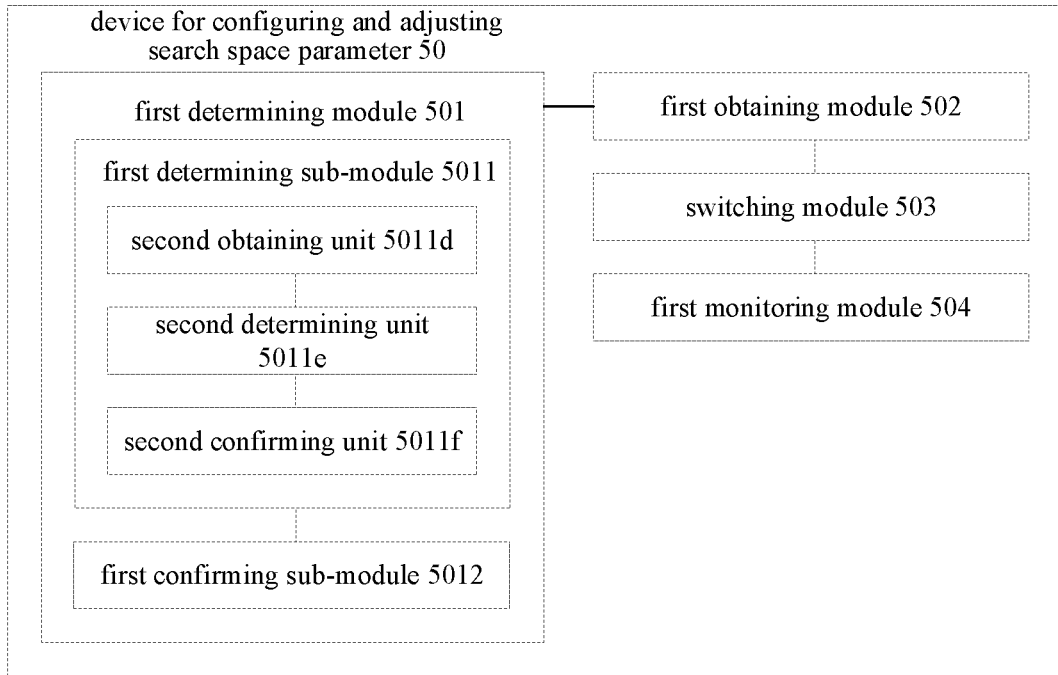 device for configuring and adjusting
search space parameter 50
first determining module 501
first determining sub-module 5011
second obtaining unit 5011d
second determining unit
5011e
second confirming unit 5011f
first confirming sub-module 5012
first obtaining module 502
switching module 503
first monitoring module 504